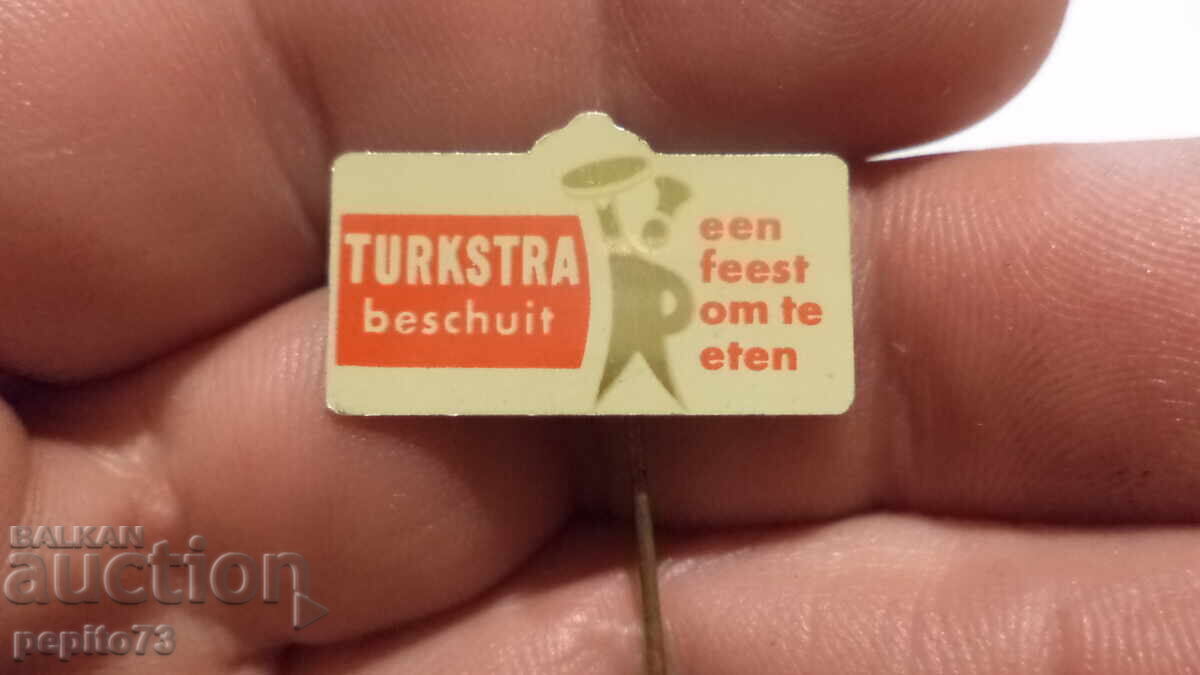 TURKSTRA
beschuit
een
feest
om te
eten
BALKAN
auction
pepito73